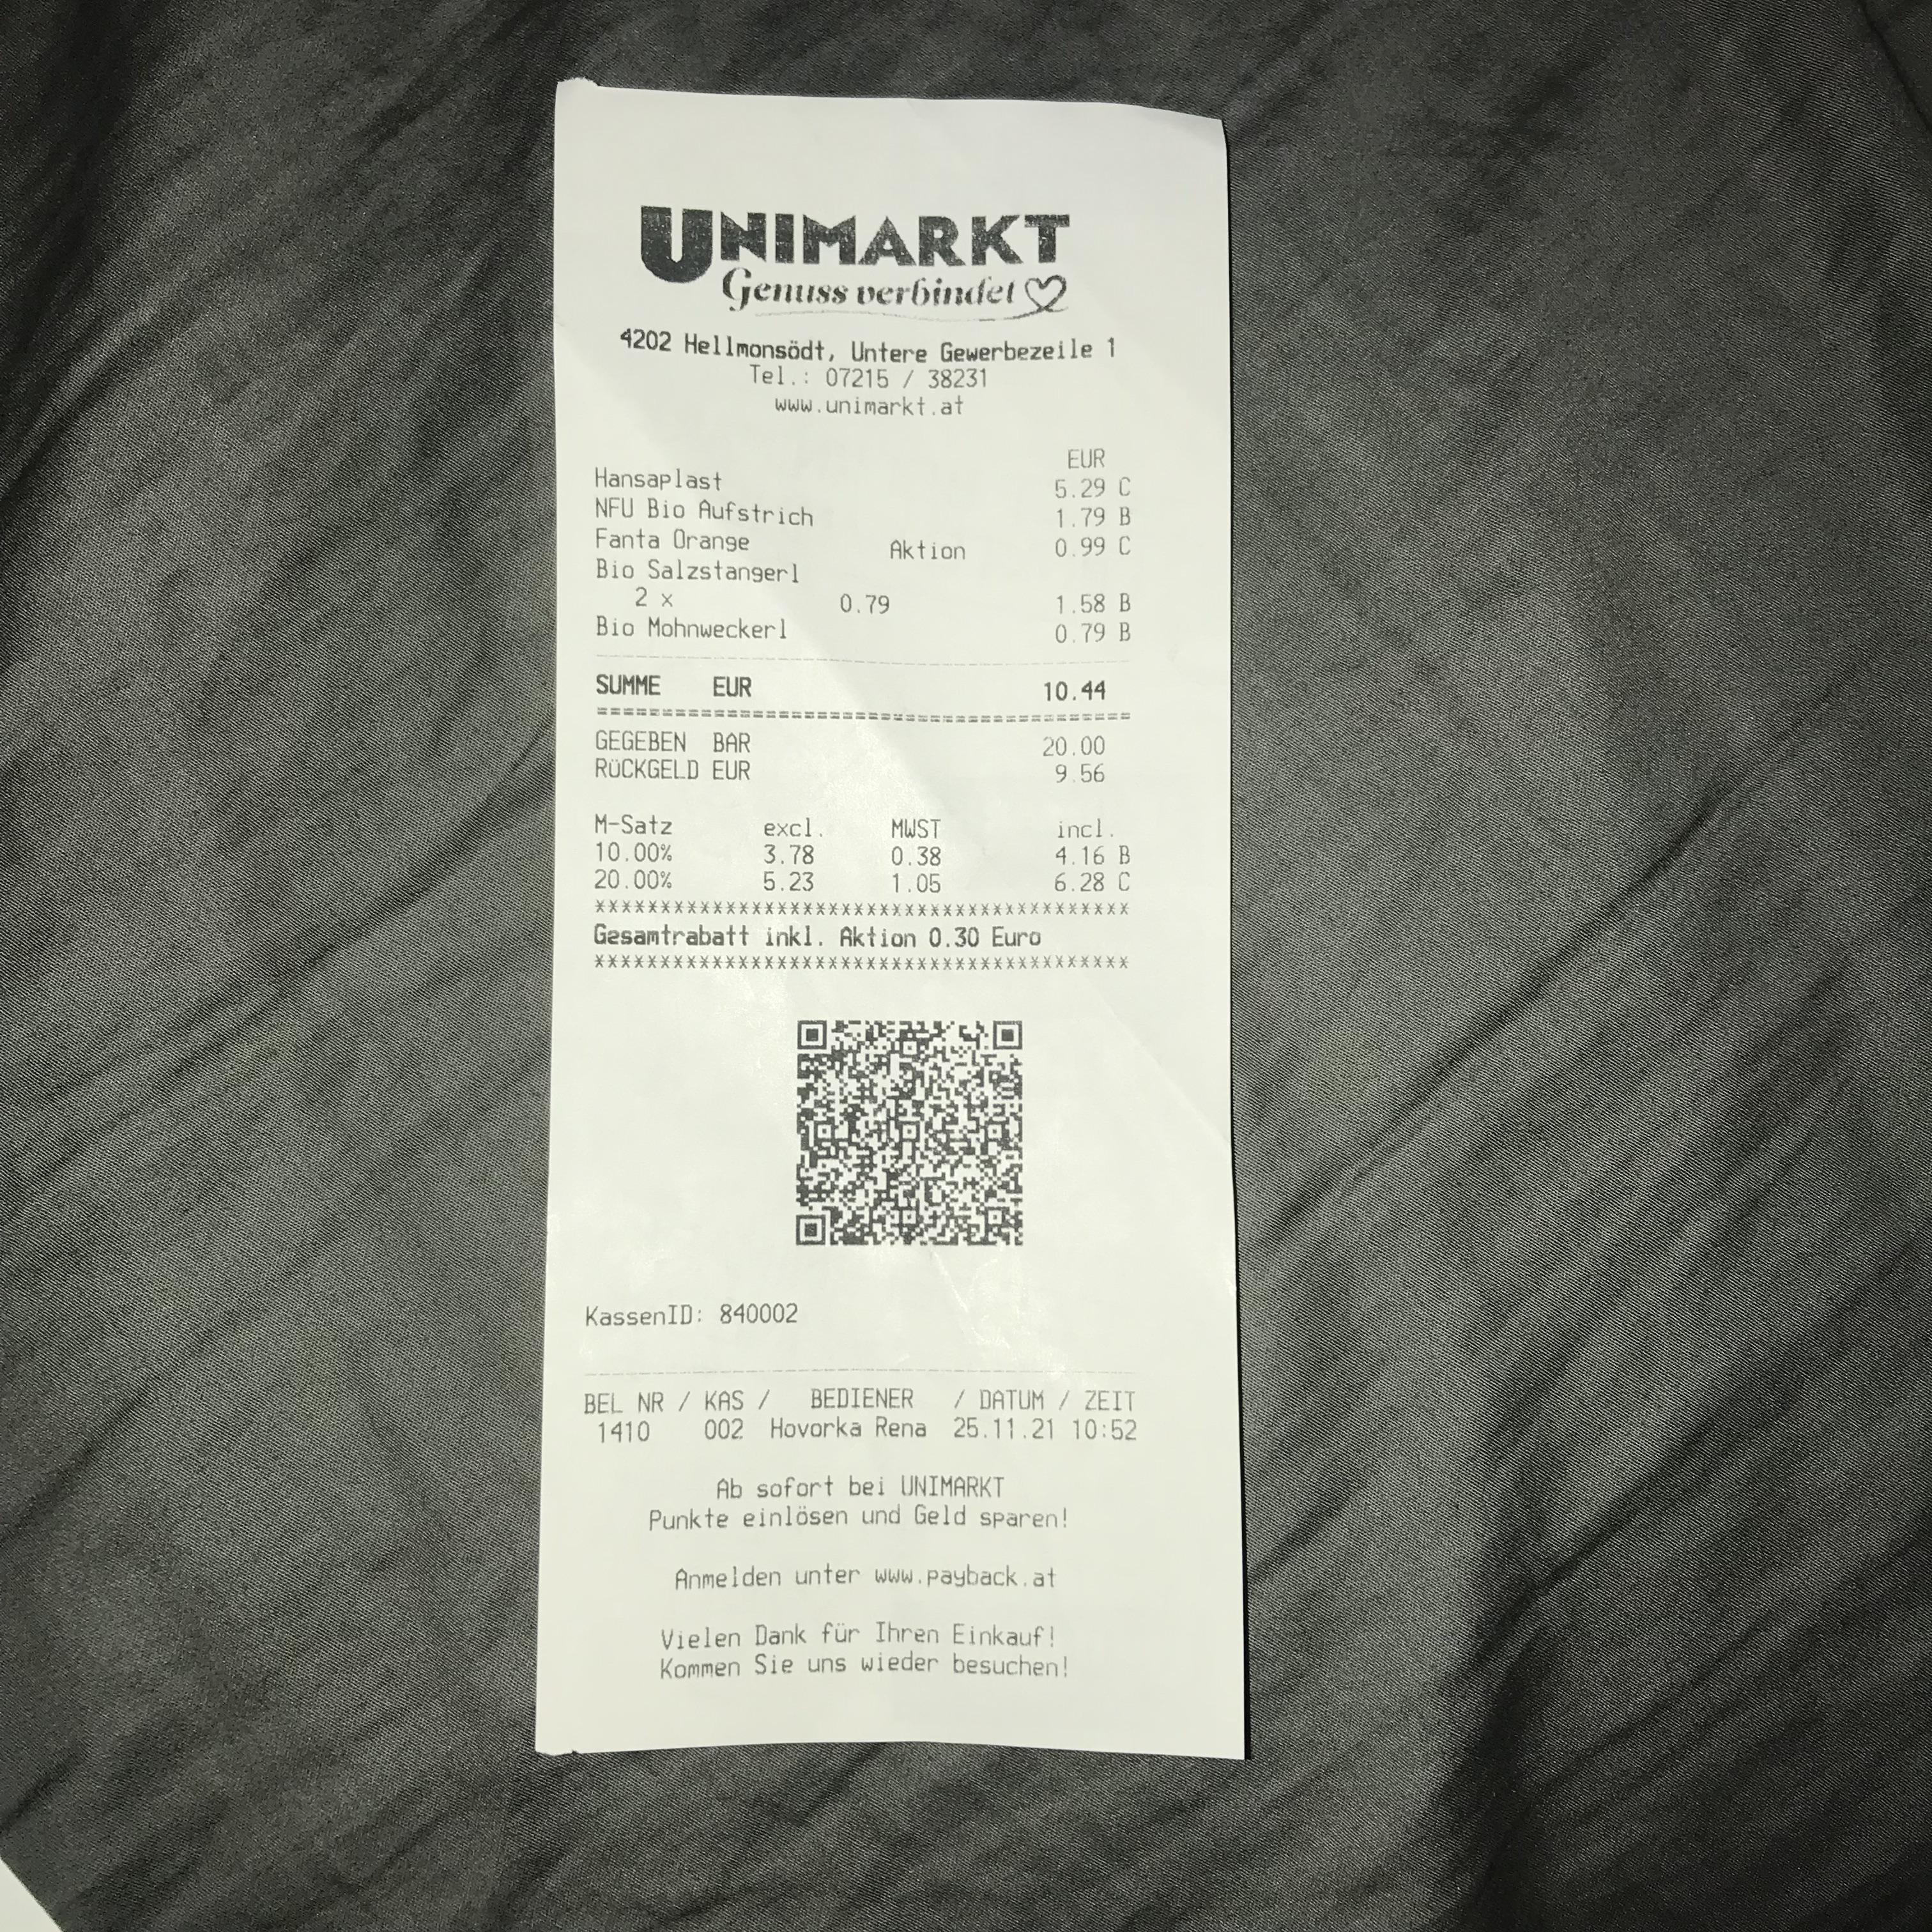 UNIMARKT
Genuss verbindet
4202 Hellmonsödt, Untere Gewerbezeile 1
Tel.: 07215 / 38231
www.unimarkt.at
EUR
Hansaplast 5.29 C
NFU Bio Aufstrich 1.79 B
Fanta Orange Aktion 0.99 C
Bio Salzstangerl
2 x 0.79 1.58 B
Bio Mohnweckerl 0.79 B
SUMME EUR 10.44
========================================
GEGEBEN BAR 20.00
RÜCKGELD EUR 9.56
M-Satz excl. MWST incl.
10.00% 3.78 0.38 4.16 B
20.00% 5.23 1.05 6.28 C
******************************************
Gesamtrabatt inkl. Aktion 0.30 Euro
******************************************
KassenID: 840002
BEL NR / KAS / BEDIENER / DATUM / ZEIT
1410 002 Hovorka Rena 25.11.21 10:52
Ab sofort bei UNIMARKT
Punkte einlösen und Geld sparen!
Anmelden unter www.payback.at
Vielen Dank für Ihren Einkauf!
Kommen Sie uns wieder besuchen!